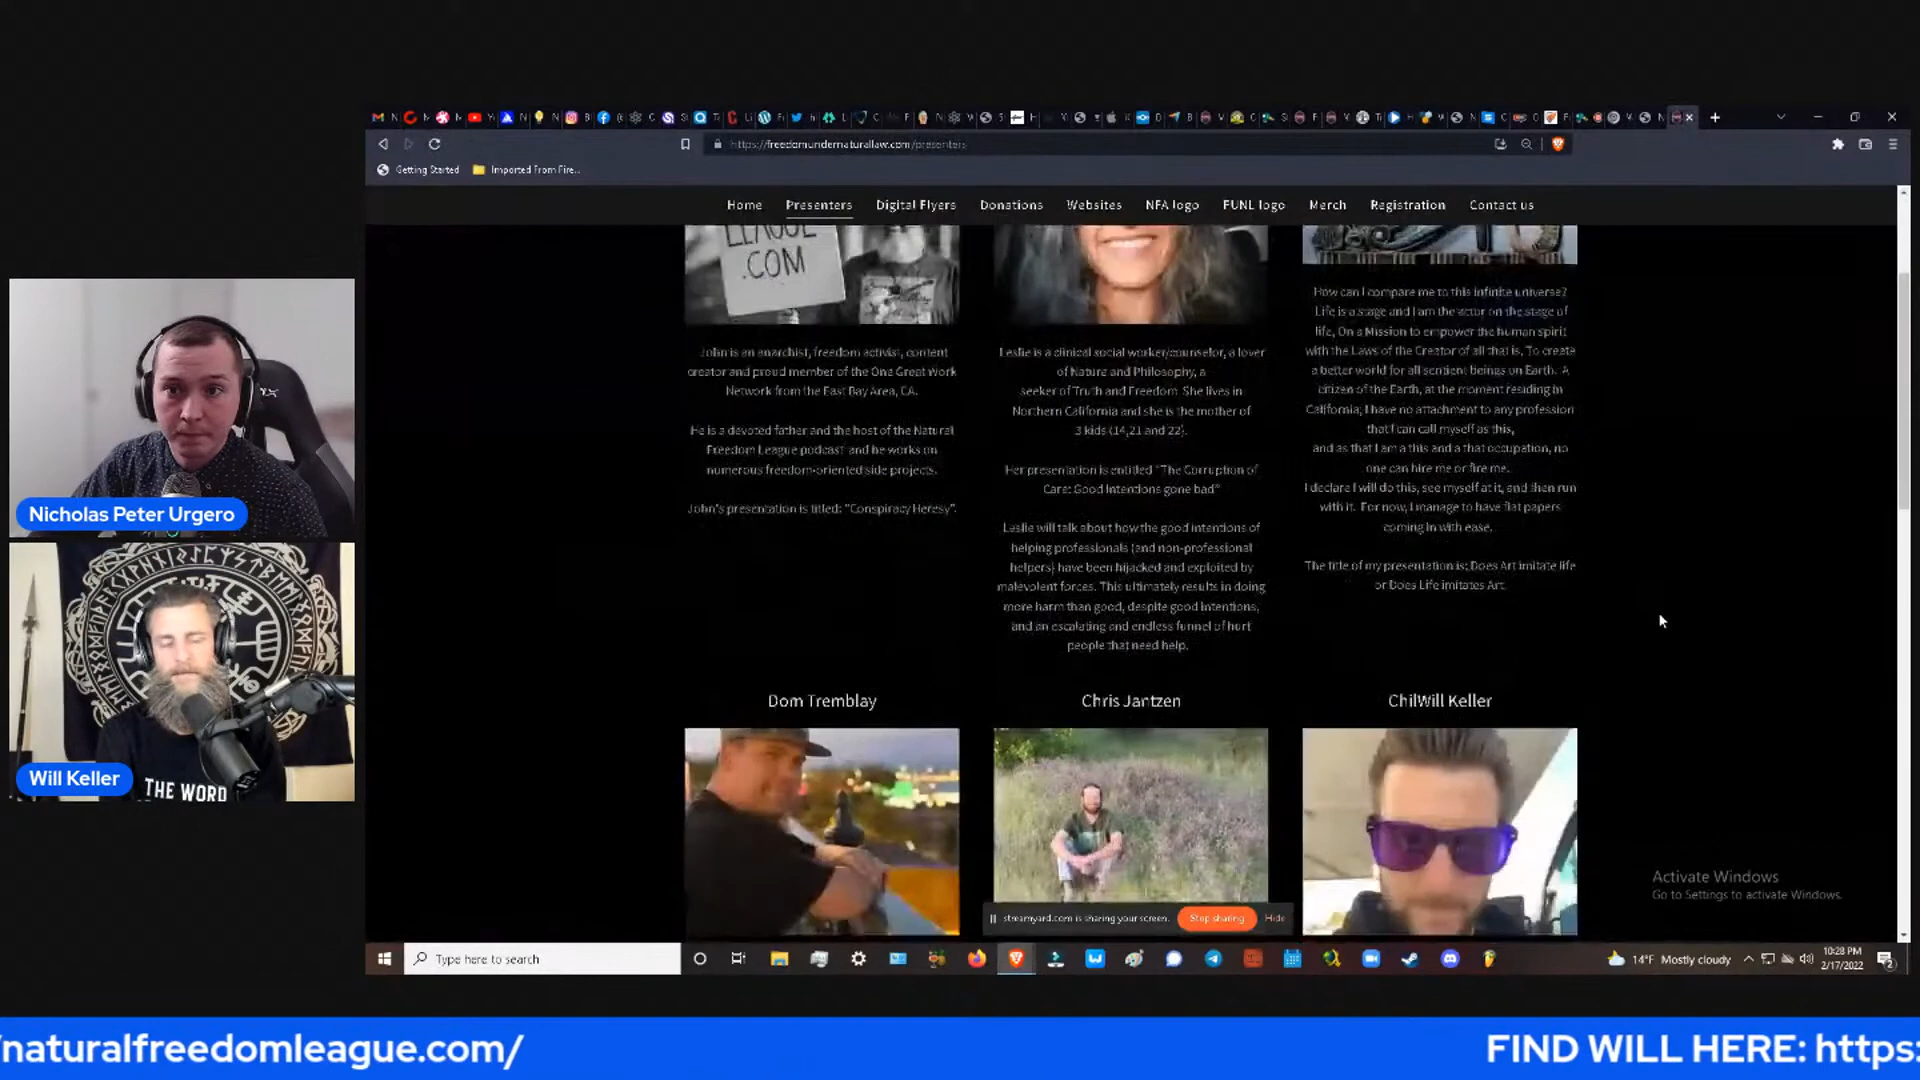 https://freedomundernaturallaw.com/presenters
Getting Started
Imported From Fire...
Home
Presenters
Digital Flyers
Donations
Websites
NFA logo
FUNL logo
Merch
Registration
Contact us
LEAGUE
.COM
John is an anarchist, freedom activist, content
creator and proud member of the One Great Work
Network from the East Bay Area, CA.
He is a devoted father and the host of the Natural
Freedom League podcast and he works on
numerous freedom-oriented side projects.
John's presentation is titled: "Conspiracy Heresy".
Leslie is a clinical social worker/counselor, a lover
of Nature and Philosophy, a
seeker of Truth and Freedom. She lives in
Northern California and she is the mother of
3 kids (14,21 and 22).
Her presentation is entitled "The Corruption of
Care: Good Intentions gone bad"
Leslie will talk about how the good intentions of
helping professionals (and non-professional
helpers) have been hijacked and exploited by
malevolent forces. This ultimately results in doing
more harm than good, despite good intentions,
and an escalating and endless funnel of hurt
people that need help.
How can I compare me to this infinite universe?
Life is a stage and I am the actor on the stage of
life, On a Mission to empower the human spirit
with the Laws of the Creator of all that is, To create
a better world for all sentient beings on Earth. A
citizen of the Earth, at the moment residing in
California; I have no attachment to any profession
that I can call myself as this,
and as that I am a this and a that occupation, no
one can hire me or fire me.
I declare I will do this, see myself at it, and then run
with it. For now, I manage to have fiat papers
coming in with ease.
The title of my presentation is; Does Art imitate life
or Does Life imitates Art.
Dom Tremblay
Chris Jantzen
ChilWill Keller
Nicholas Peter Urgero
Will Keller
THE WORD
streamyard.com is sharing your screen.
Stop sharing
Hide
Activate Windows
Go to Settings to activate Windows.
Type here to search
14°F Mostly cloudy
10:28 PM
2/17/2022
2
/naturalfreedomleague.com/
FIND WILL HERE: https: